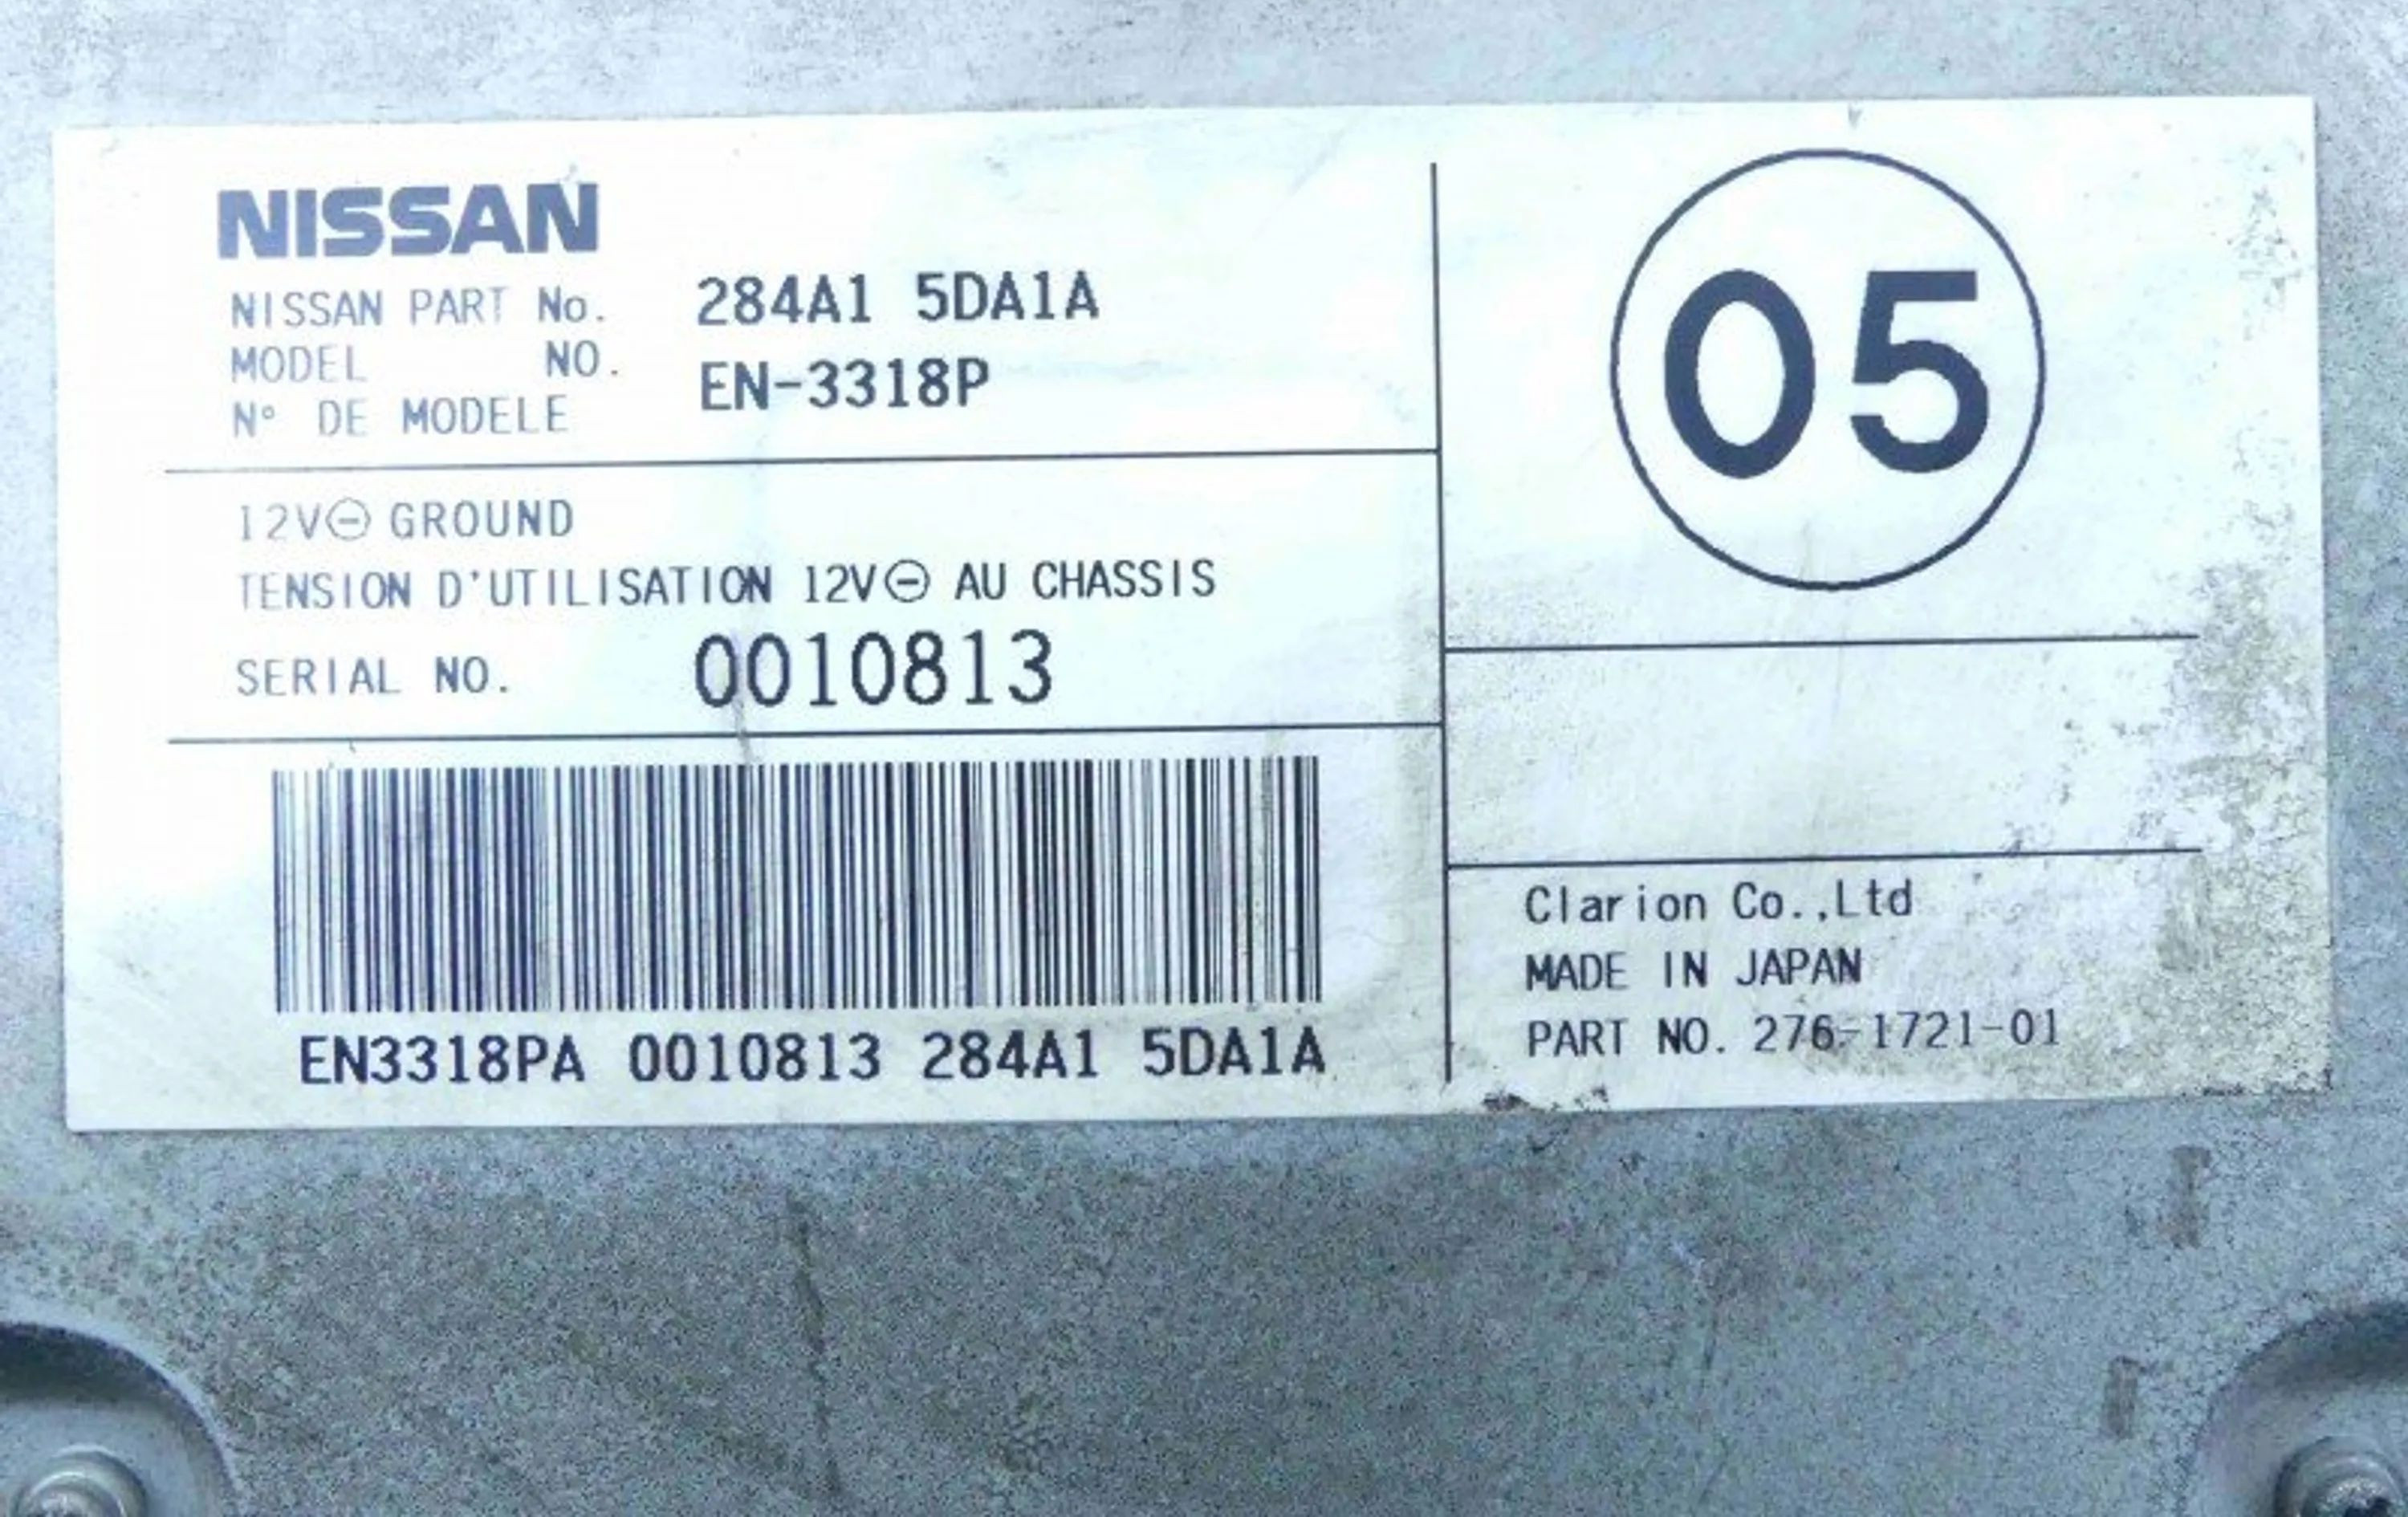 NISSAN
NISSAN PART No. 284A1 5DA1A
MODEL NO. EN-3318P
N° DE MODELE
12V⊖ GROUND
TENSION D'UTILISATION 12V⊖ AU CHASSIS
SERIAL NO. 0010813
EN3318PA 0010813 284A1 5DA1A
05
Clarion Co.,Ltd
MADE IN JAPAN
PART NO. 276-1721-01